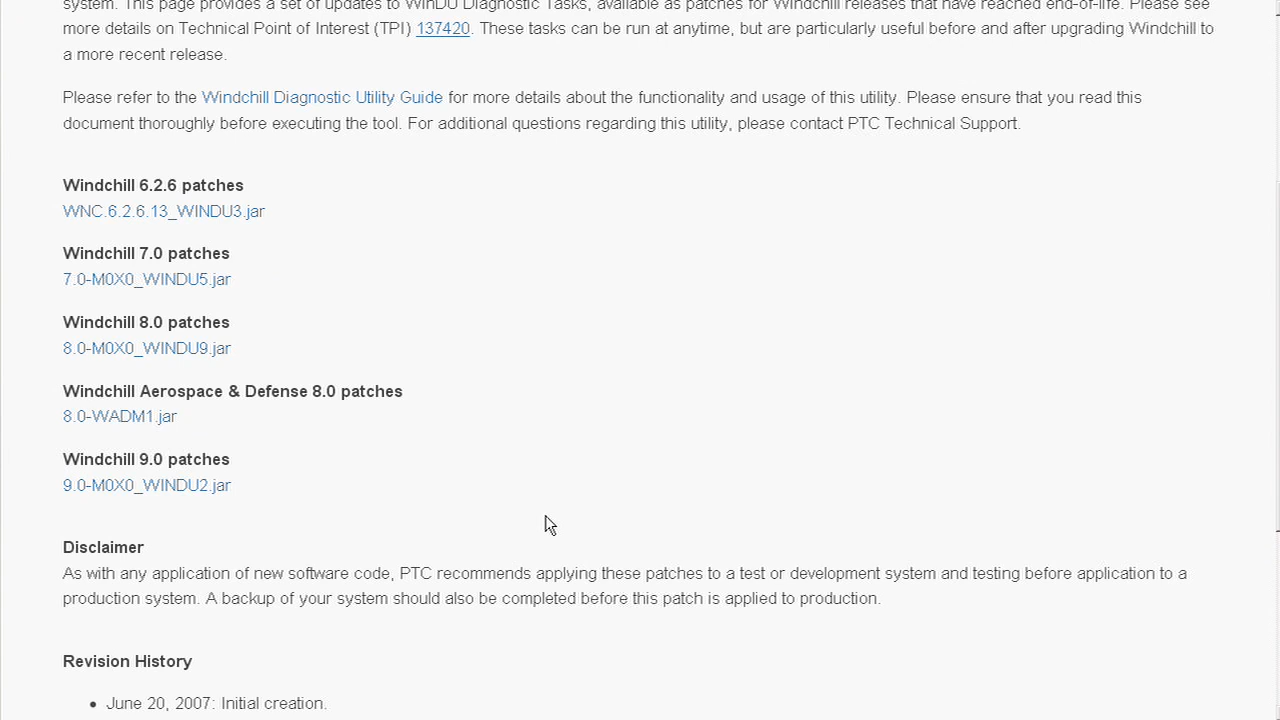 system. This page provides a set of updates to WinDU Diagnostic Tasks, available as patches for Windchill releases that have reached end-of-life. Please see
more details on Technical Point of Interest (TPI) 137420. These tasks can be run at anytime, but are particularly useful before and after upgrading Windchill to
a more recent release.
Please refer to the Windchill Diagnostic Utility Guide for more details about the functionality and usage of this utility. Please ensure that you read this
document thoroughly before executing the tool. For additional questions regarding this utility, please contact PTC Technical Support.
Windchill 6.2.6 patches
WNC.6.2.6.13_WINDU3.jar
Windchill 7.0 patches
7.0-M0X0_WINDU5.jar
Windchill 8.0 patches
8.0-M0X0_WINDU9.jar
Windchill Aerospace & Defense 8.0 patches
8.0-WADM1.jar
Windchill 9.0 patches
9.0-M0X0_WINDU2.jar
Disclaimer
As with any application of new software code, PTC recommends applying these patches to a test or development system and testing before application to a
production system. A backup of your system should also be completed before this patch is applied to production.
Revision History
• June 20, 2007: Initial creation.